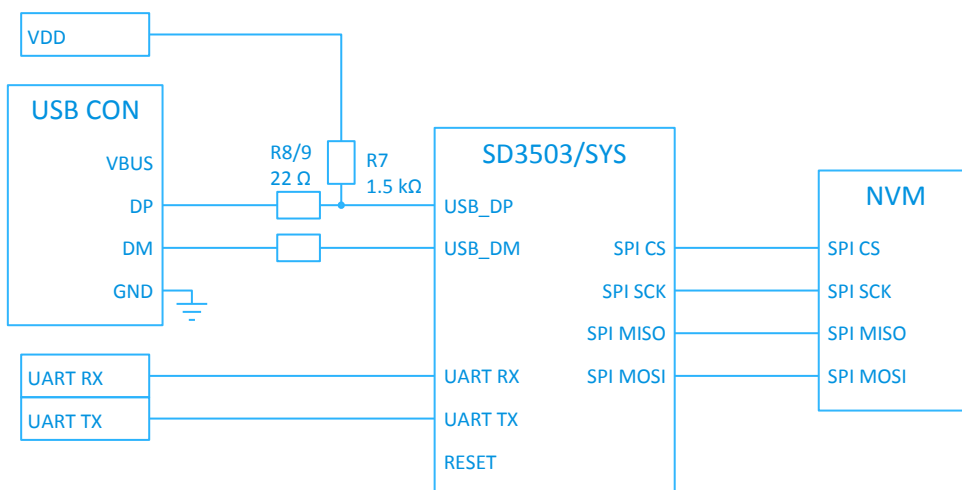 VDD
USB CON
VBUS
DP
DM
GND
R8/9
22 Ω
R7
1.5 kΩ
SD3503/SYS
USB_DP
USB_DM
SPI CS
SPI SCK
SPI MISO
SPI MOSI
UART RX
UART TX
RESET
NVM
SPI CS
SPI SCK
SPI MISO
SPI MOSI
UART RX
UART TX